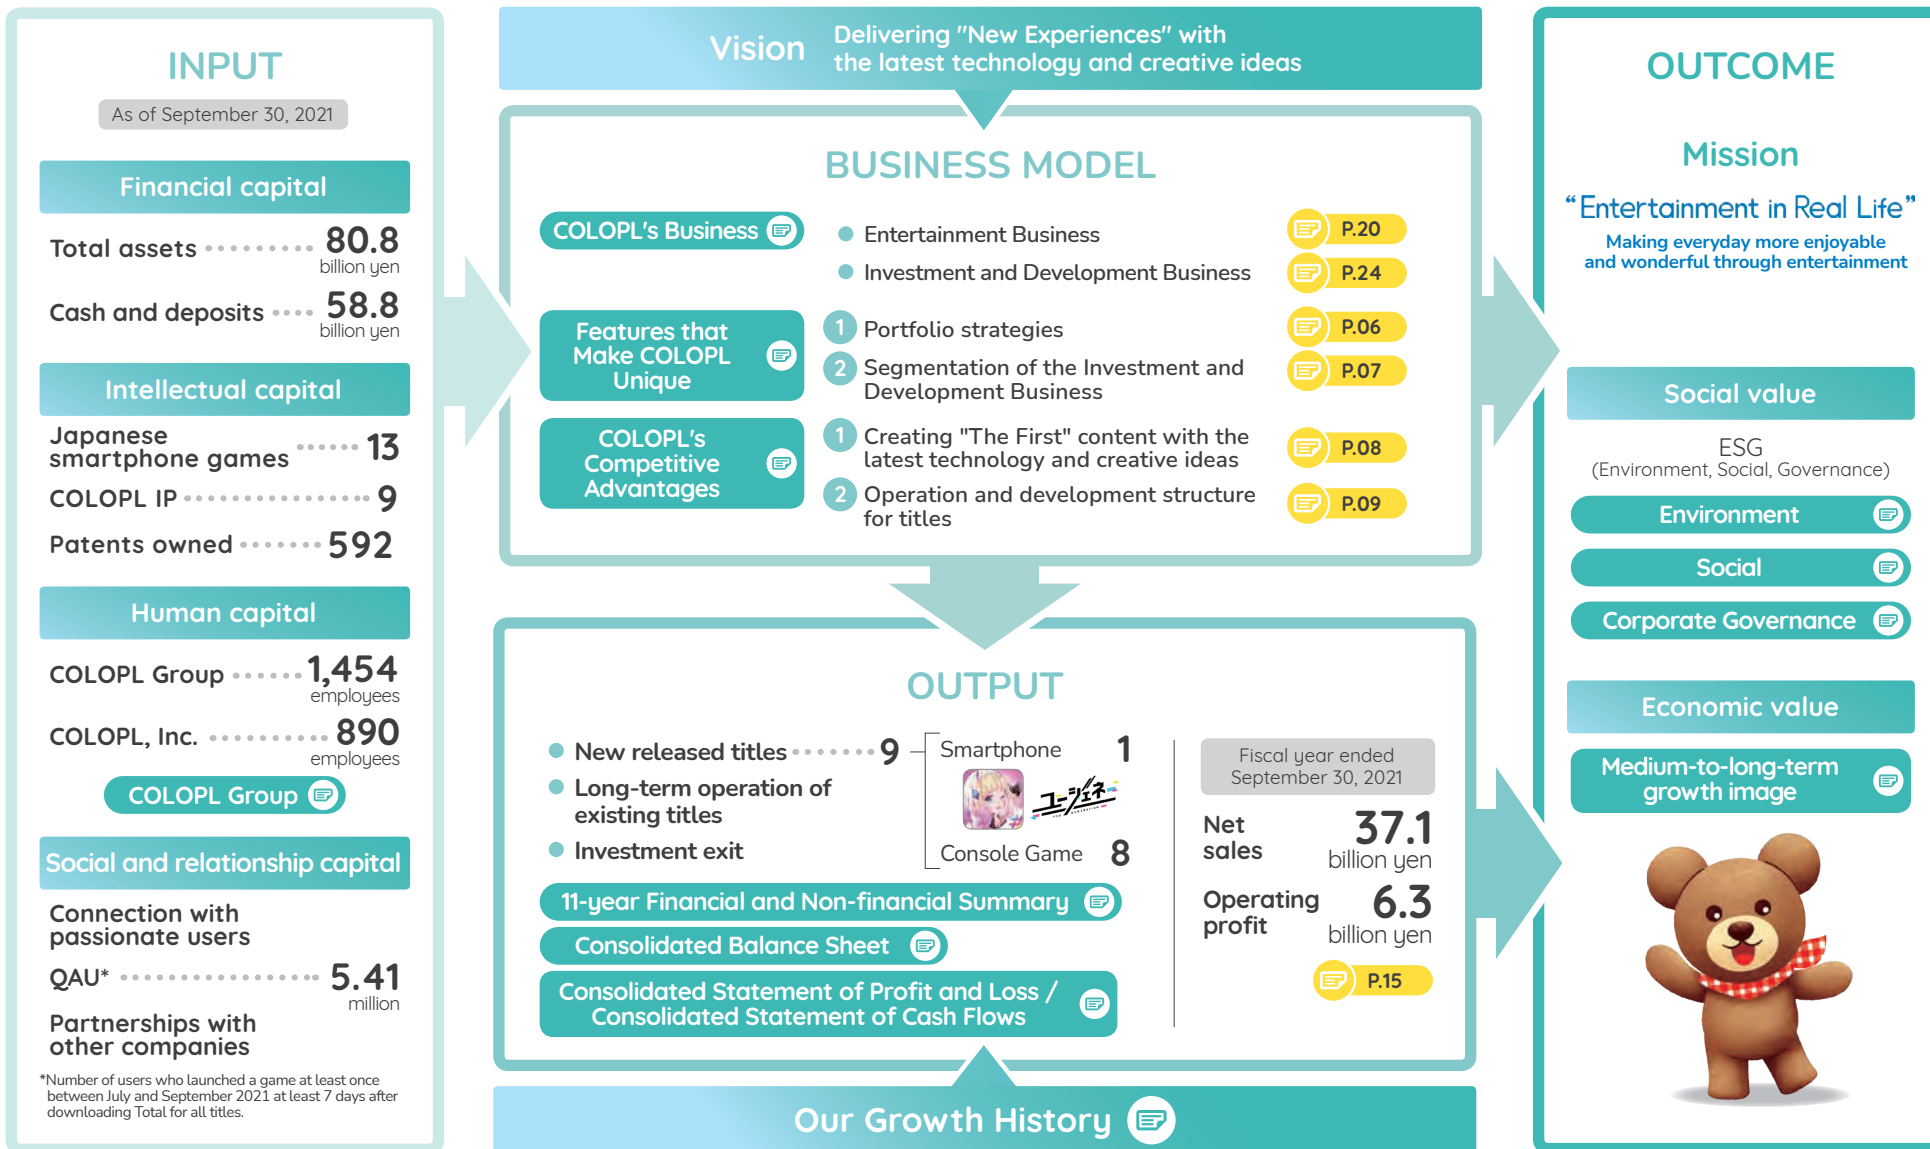 INPUT
As of September 30, 2021
Financial capital
Total assets 80.8
billion yen
Cash and deposits 58.8
billion yen
Intellectual capital
Japanese
smartphone games 13
COLOPL IP 9
Patents owned 592
Human capital
COLOPL Group 1,454
employees
COLOPL, Inc. 890
employees
COLOPL Group
Social and relationship capital
Connection with
passionate users
QAU* 5.41
million
Partnerships with
other companies
*Number of users who launched a game at least once
between July and September 2021 at least 7 days after
downloading Total for all titles.
Vision
Delivering "New Experiences" with
the latest technology and creative ideas
BUSINESS MODEL
COLOPL's Business
Entertainment Business P.20
Investment and Development Business P.24
Features that
Make COLOPL
Unique
1 Portfolio strategies P.06
2 Segmentation of the Investment and
Development Business P.07
COLOPL's
Competitive
Advantages
1 Creating "The First" content with the
latest technology and creative ideas P.08
2 Operation and development structure
for titles P.09
OUTPUT
New released titles 9
Long-term operation of
existing titles
Investment exit
Smartphone 1
ユージェネ
Console Game 8
11-year Financial and Non-financial Summary
Consolidated Balance Sheet
Consolidated Statement of Profit and Loss /
Consolidated Statement of Cash Flows
Fiscal year ended
September 30, 2021
Net
sales
37.1
billion yen
Operating
profit
6.3
billion yen
P.15
Our Growth History
OUTCOME
Mission
“Entertainment in Real Life”
Making everyday more enjoyable
and wonderful through entertainment
Social value
ESG
(Environment, Social, Governance)
Environment
Social
Corporate Governance
Economic value
Medium-to-long-term
growth image